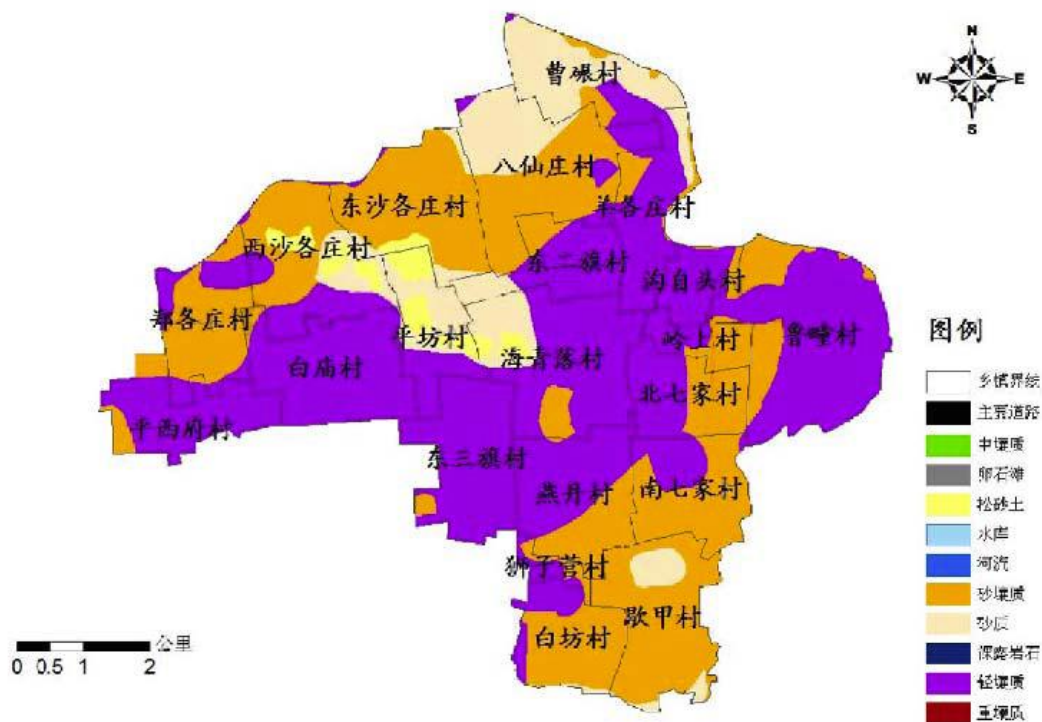 N
W E
S
曹碾村
八仙庄村
羊各庄村
东沙各庄村
西沙各庄村
东二旗村
沟自头村
郑各庄村
平坊村
海青落村
岭上村
鲁疃村
白庙村
北七家村
平西府村
东三旗村
燕丹村
南七家村
狮子营村
歇甲村
白坊村
图例
乡镇界线
主要道路
中壤质
卵石滩
松砂土
水库
河流
砂壤质
砂质
裸露岩石
轻壤质
重壤质
公里
0 0.5 1 2